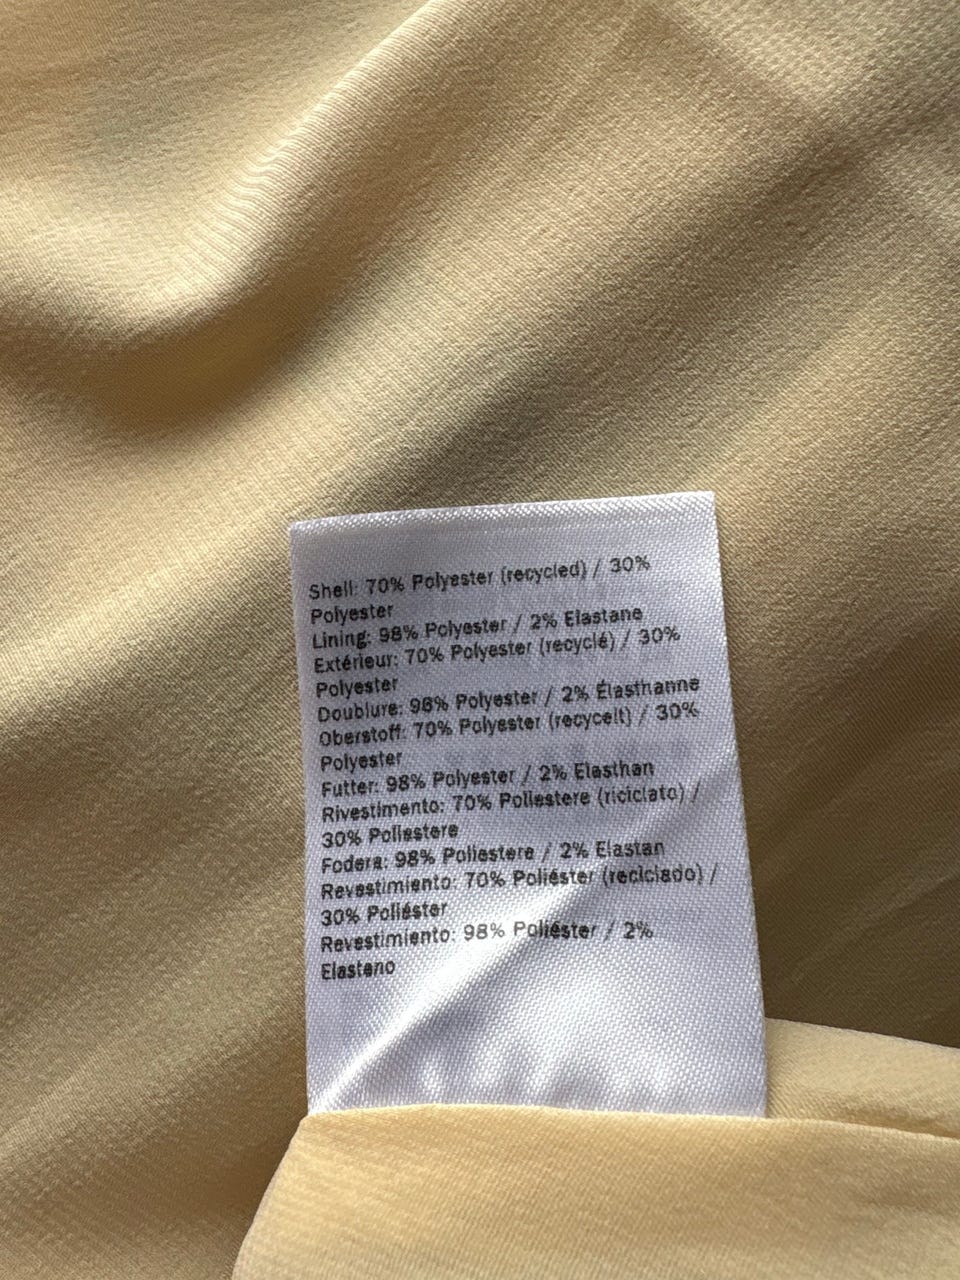 Shell: 70% Polyester (recycled) / 30%
Polyester
Lining: 98% Polyester / 2% Elastane
Extérieur: 70% Polyester (recyclé) / 30%
Polyester
Doublure: 98% Polyester / 2% Élasthanne
Oberstoff: 70% Polyester (recycelt) / 30%
Polyester
Futter: 98% Polyester / 2% Elasthan
Rivestimento: 70% Poliestere (riciclato) /
30% Poliestere
Fodera: 98% Poliestere / 2% Elastan
Revestimiento: 70% Poliéster (reciclado) /
30% Poliéster
Revestimiento: 98% Poliéster / 2%
Elastano